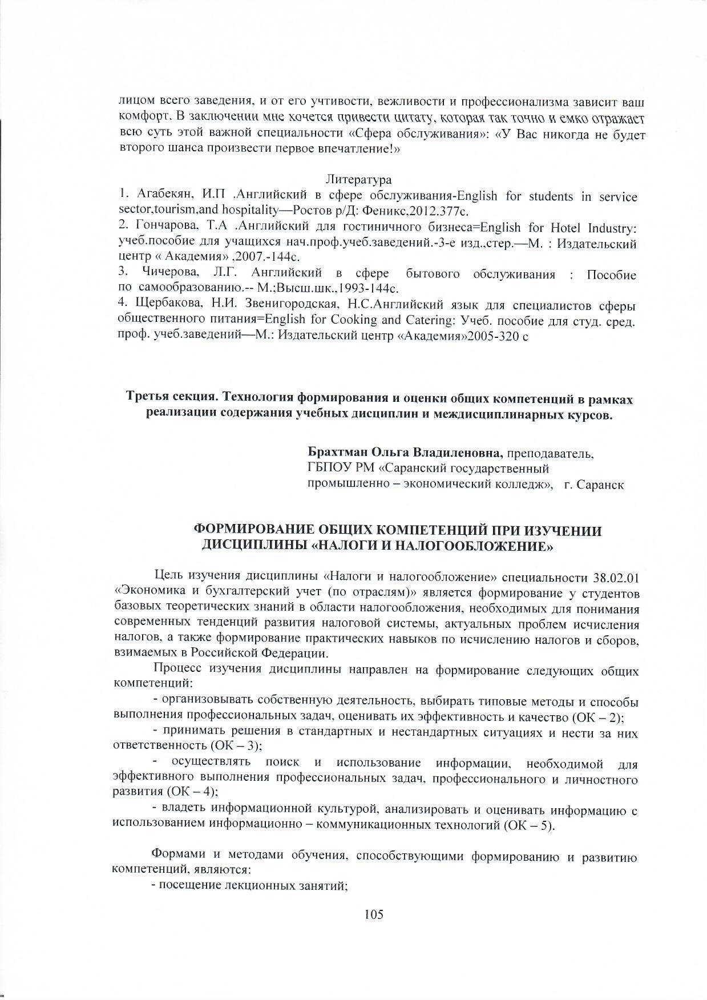 лицом всего заведения, и от его учтивости, вежливости и профессионализма зависит ваш
комфорт. В заключении мне хочется привести цитату, которая так точно и емко отражает
всю суть этой важной специальности «Сфера обслуживания»: «У Вас никогда не будет
второго шанса произвести первое впечатление!»
Литература
1. Агабекян, И.П .Английский в сфере обслуживания-English for students in service
sector,tourism,and hospitality—Ростов р/Д: Феникс,2012.377с.
2. Гончарова, Т.А .Английский для гостиничного бизнеса=English for Hotel Industry:
учеб.пособие для учащихся нач.проф.учеб.заведений.-3-е изд.,стер.—М. : Издательский
центр « Академия» ,2007.-144с.
3. Чичерова, Л.Г. Английский в сфере бытового обслуживания : Пособие
по самообразованию.-- М.;Высш.шк.,1993-144с.
4. Щербакова, Н.И. Звенигородская, Н.С.Английский язык для специалистов сферы
общественного питания=English for Cooking and Catering: Учеб. пособие для студ. сред.
проф. учеб.заведений—М.: Издательский центр «Академия»2005-320 с
Третья секция. Технология формирования и оценки общих компетенций в рамках
реализации содержания учебных дисциплин и междисциплинарных курсов.
Брахтман Ольга Владиленовна, преподаватель,
ГБПОУ РМ «Саранский государственный
промышленно – экономический колледж», г. Саранск
ФОРМИРОВАНИЕ ОБЩИХ КОМПЕТЕНЦИЙ ПРИ ИЗУЧЕНИИ
ДИСЦИПЛИНЫ «НАЛОГИ И НАЛОГООБЛОЖЕНИЕ»
Цель изучения дисциплины «Налоги и налогообложение» специальности 38.02.01
«Экономика и бухгалтерский учет (по отраслям)» является формирование у студентов
базовых теоретических знаний в области налогообложения, необходимых для понимания
современных тенденций развития налоговой системы, актуальных проблем исчисления
налогов, а также формирование практических навыков по исчислению налогов и сборов,
взимаемых в Российской Федерации.
Процесс изучения дисциплины направлен на формирование следующих общих
компетенций:
- организовывать собственную деятельность, выбирать типовые методы и способы
выполнения профессиональных задач, оценивать их эффективность и качество (ОК – 2);
- принимать решения в стандартных и нестандартных ситуациях и нести за них
ответственность (ОК – 3);
- осуществлять поиск и использование информации, необходимой для
эффективного выполнения профессиональных задач, профессионального и личностного
развития (ОК – 4);
- владеть информационной культурой, анализировать и оценивать информацию с
использованием информационно – коммуникационных технологий (ОК – 5).
Формами и методами обучения, способствующими формированию и развитию
компетенций, являются:
- посещение лекционных занятий;
105